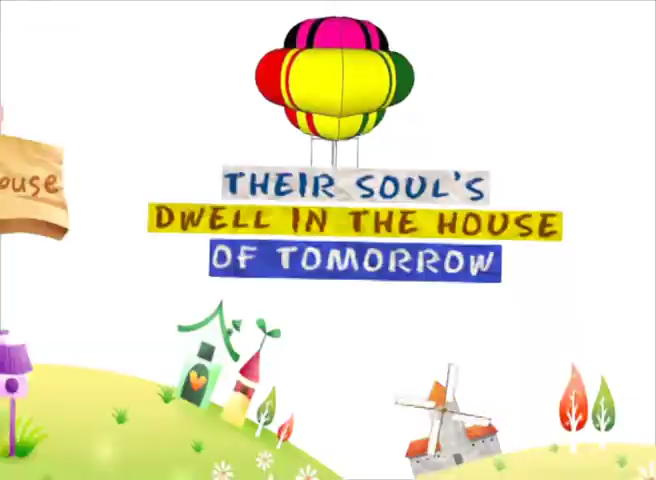 ouse
THEIR SOUL'S
DWELL IN THE HOUSE
OF TOMORROW